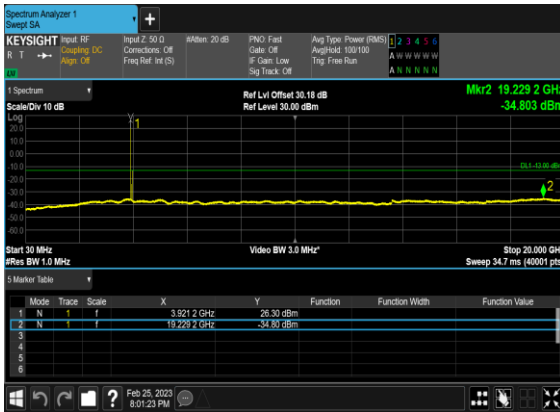 Spectrum Analyzer 1
Swept SA
KEYSIGHT Input: RF Input Z: 50 Ω #Atten: 20 dB PNO: Fast Avg Type: Power (RMS) 1 2 3 4 5 6
R T Coupling: DC Corrections: Off Gate: Off Avg|Hold: 100/100 A W W W W W
Align: Off Freq Ref: Int (S) IF Gain: Low Trig: Free Run
Sig Track: Off A N N N N N
1 Spectrum Ref Lvl Offset 30.18 dB Mkr2 19.229 2 GHz
Scale/Div 10 dB Ref Level 30.00 dBm -34.803 dBm
Log
20.0
10.0
0.00
-10.0
DL1 -13.00 dBm
-20.0
-30.0
-40.0
-50.0
-60.0
1
2
Start 30 MHz Video BW 3.0 MHz* Stop 20.000 GHz
#Res BW 1.0 MHz Sweep 34.7 ms (40001 pts)
5 Marker Table
Mode Trace Scale X Y Function Function Width Function Value
1 N 1 f 3.921 2 GHz 26.30 dBm
2 N 1 f 19.229 2 GHz -34.80 dBm
3
4
5
6
? Feb 25, 2023
8:01:23 PM